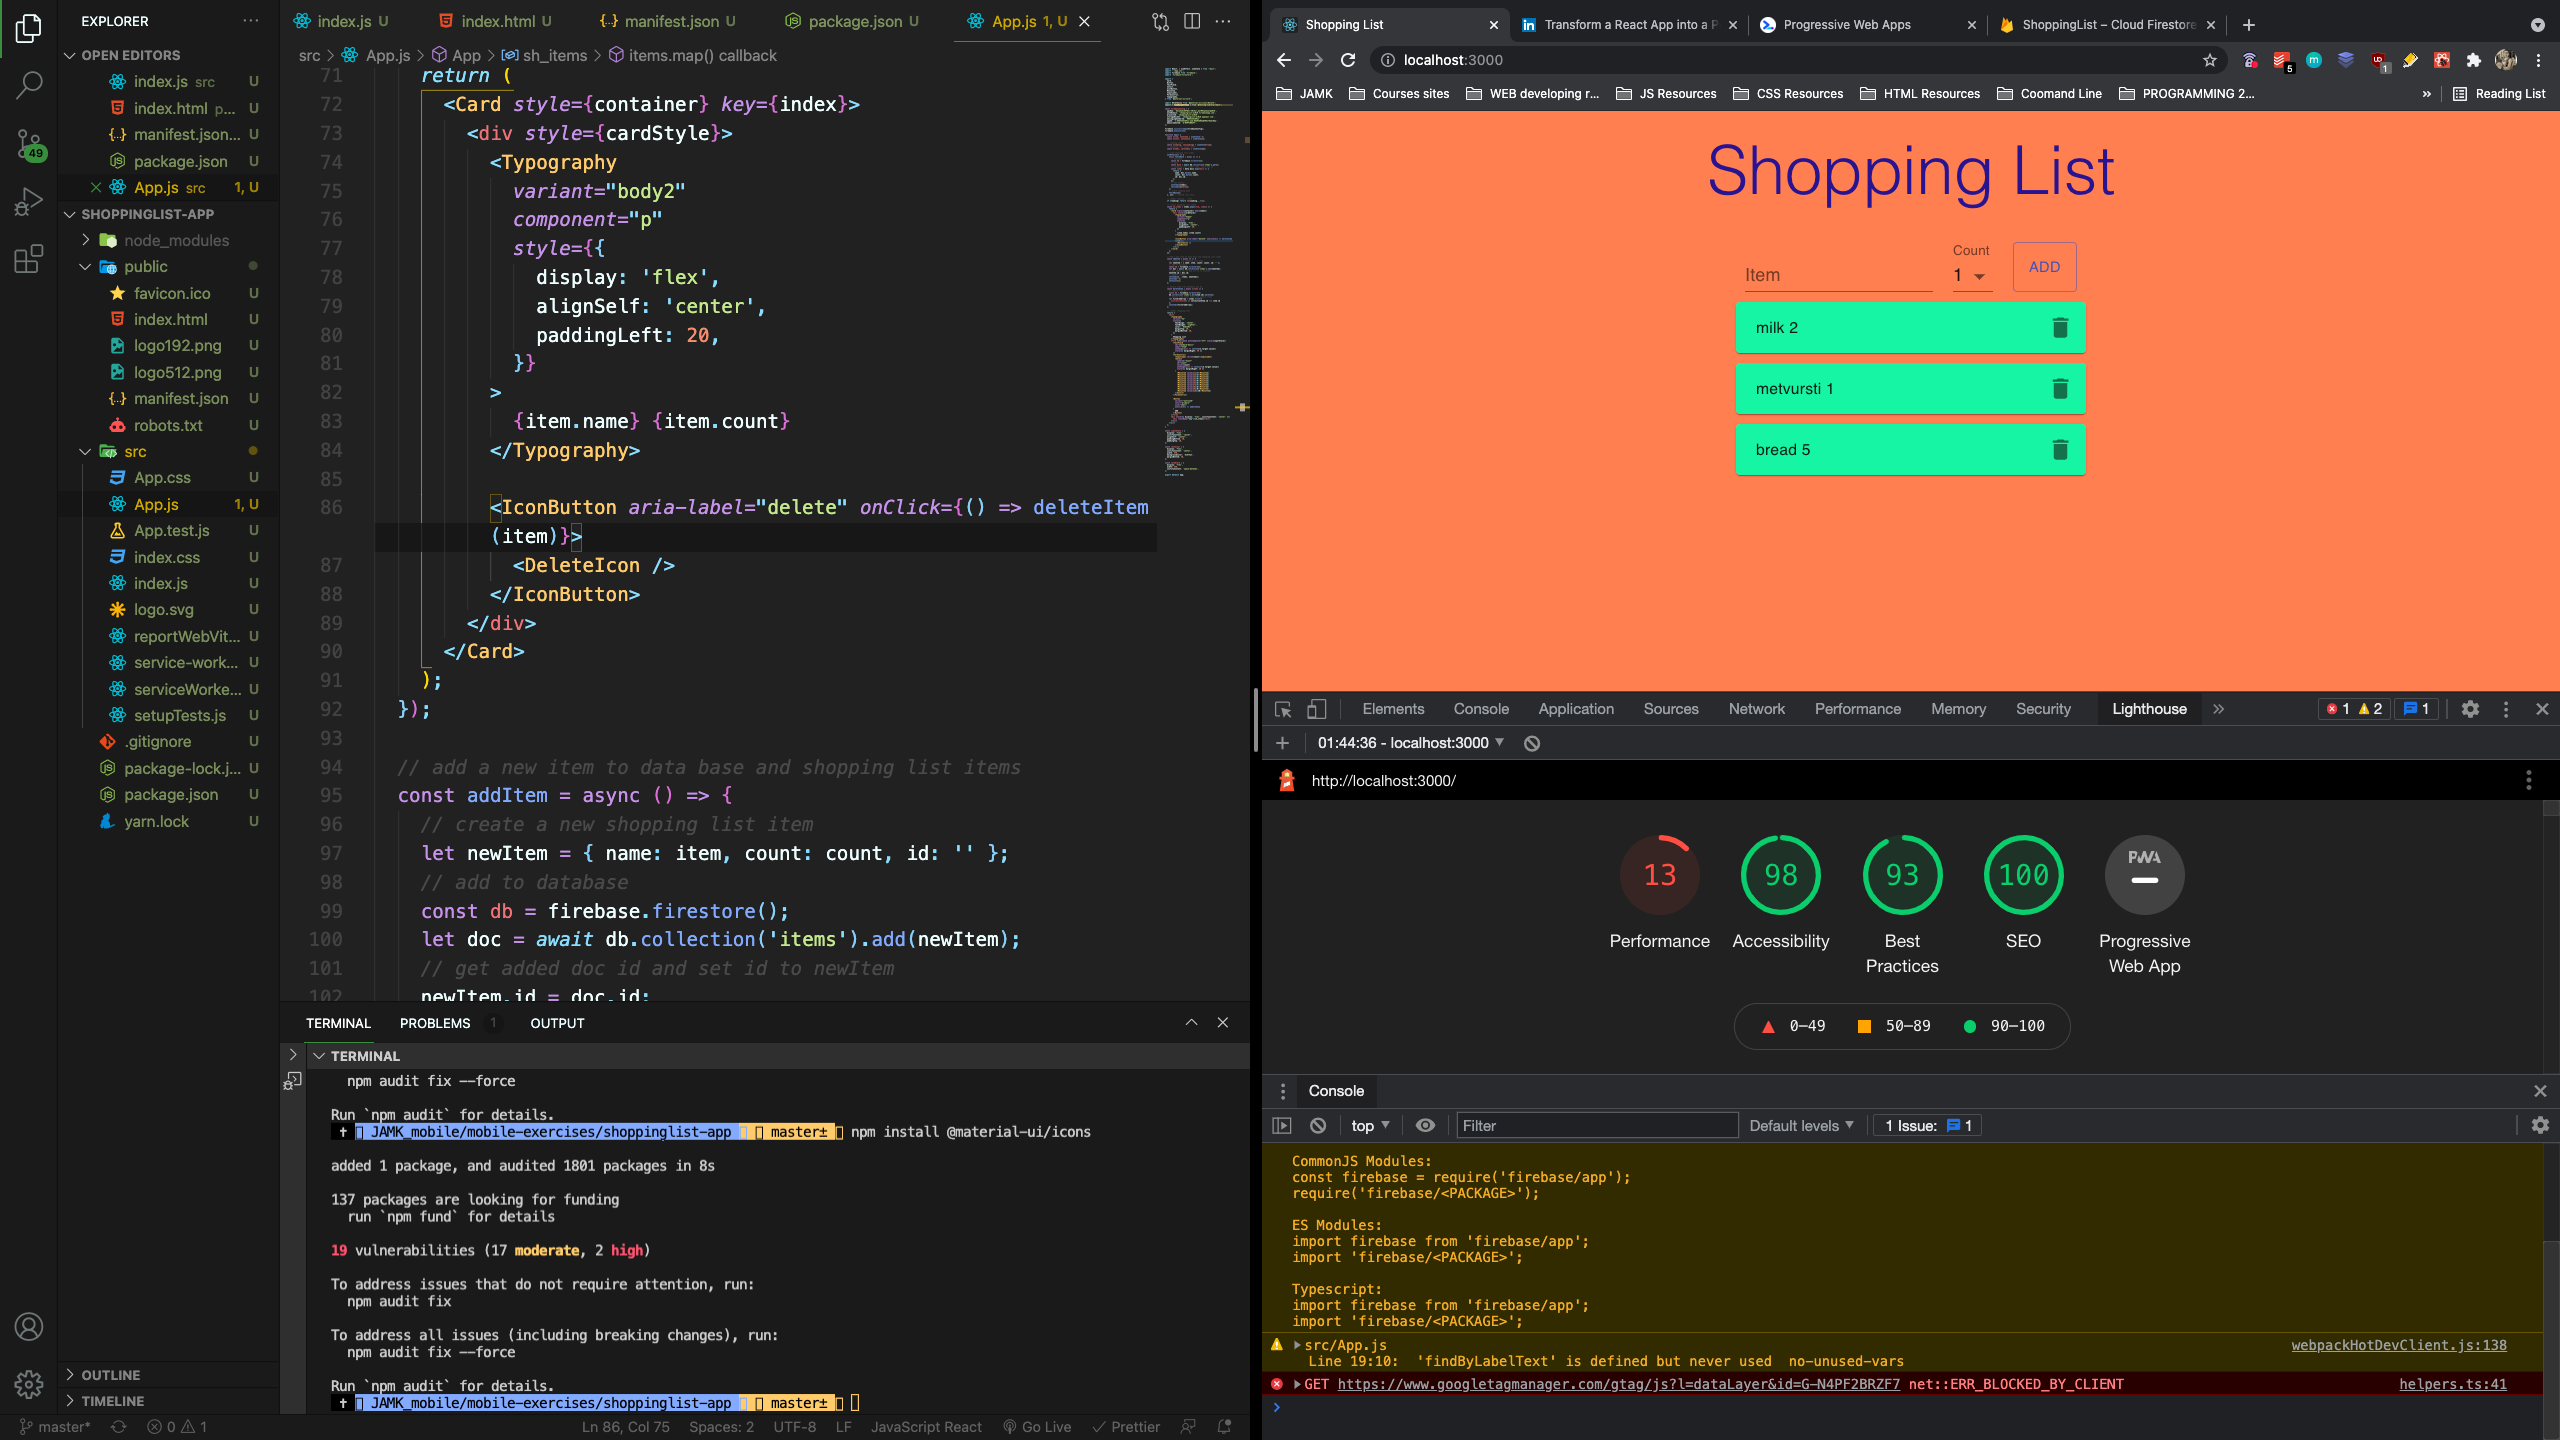 EXPLORER
OPEN EDITORS
index.js src U
index.html p... U
manifest.json... U
package.json U
App.js src 1, U
SHOPPINGLIST-APP
node_modules
public
favicon.ico U
index.html U
logo192.png U
logo512.png U
manifest.json U
robots.txt U
src
App.css U
App.js 1, U
App.test.js U
index.css U
index.js U
logo.svg U
reportWebVit... U
service-work... U
serviceWorke... U
setupTests.js U
.gitignore U
package-lock.j... U
package.json U
yarn.lock U
OUTLINE
TIMELINE
49
index.js U
index.html U
manifest.json U
package.json U
App.js 1, U
src > App.js > App > sh_items > items.map() callback
71 return (
72 <Card style={container} key={index}>
73 <div style={cardStyle}>
74 <Typography
75 variant="body2"
76 component="p"
77 style={{
78 display: 'flex',
79 alignSelf: 'center',
80 paddingLeft: 20,
81 }}
82 >
83 {item.name} {item.count}
84 </Typography>
85
86 <IconButton aria-label="delete" onClick={() => deleteItem
(item)}>
87 <DeleteIcon />
88 </IconButton>
89 </div>
90 </Card>
91 );
92 });
93
94 // add a new item to data base and shopping list items
95 const addItem = async () => {
96 // create a new shopping list item
97 let newItem = { name: item, count: count, id: '' };
98 // add to database
99 const db = firebase.firestore();
100 let doc = await db.collection('items').add(newItem);
101 // get added doc id and set id to newItem
102 newItem.id = doc.id;
TERMINAL PROBLEMS 1 OUTPUT
TERMINAL
npm audit fix --force
Run `npm audit` for details.
JAMK_mobile/mobile-exercises/shoppinglist-app master± npm install @material-ui/icons
added 1 package, and audited 1801 packages in 8s
137 packages are looking for funding
run `npm fund` for details
19 vulnerabilities (17 moderate, 2 high)
To address issues that do not require attention, run:
npm audit fix
To address all issues (including breaking changes), run:
npm audit fix --force
Run `npm audit` for details.
JAMK_mobile/mobile-exercises/shoppinglist-app master±
master* 0 1 Ln 86, Col 75 Spaces: 2 UTF-8 LF JavaScript React Go Live Prettier
Shopping List
Transform a React App into a P
Progressive Web Apps
ShoppingList – Cloud Firestore
localhost:3000
5
1
JAMK
Courses sites
WEB developing r...
JS Resources
CSS Resources
HTML Resources
Coomand Line
PROGRAMMING 2...
»
Reading List
Shopping List
Item
Count
1
ADD
milk 2
metvursti 1
bread 5
Elements Console Application Sources Network Performance Memory Security Lighthouse » 1 2 1
01:44:36 - localhost:3000
http://localhost:3000/
13
98
93
100
PWA
Performance
Accessibility
Best
Practices
SEO
Progressive
Web App
0–49 50–89 90–100
Console
top Filter Default levels 1 Issue: 1
CommonJS Modules:
const firebase = require('firebase/app');
require('firebase/<PACKAGE>');
ES Modules:
import firebase from 'firebase/app';
import 'firebase/<PACKAGE>';
Typescript:
import firebase from 'firebase/app';
import 'firebase/<PACKAGE>';
src/App.js webpackHotDevClient.js:138
Line 19:10: 'findByLabelText' is defined but never used no-unused-vars
GET https://www.googletagmanager.com/gtag/js?l=dataLayer&id=G-N4PF2BRZF7 net::ERR_BLOCKED_BY_CLIENT helpers.ts:41